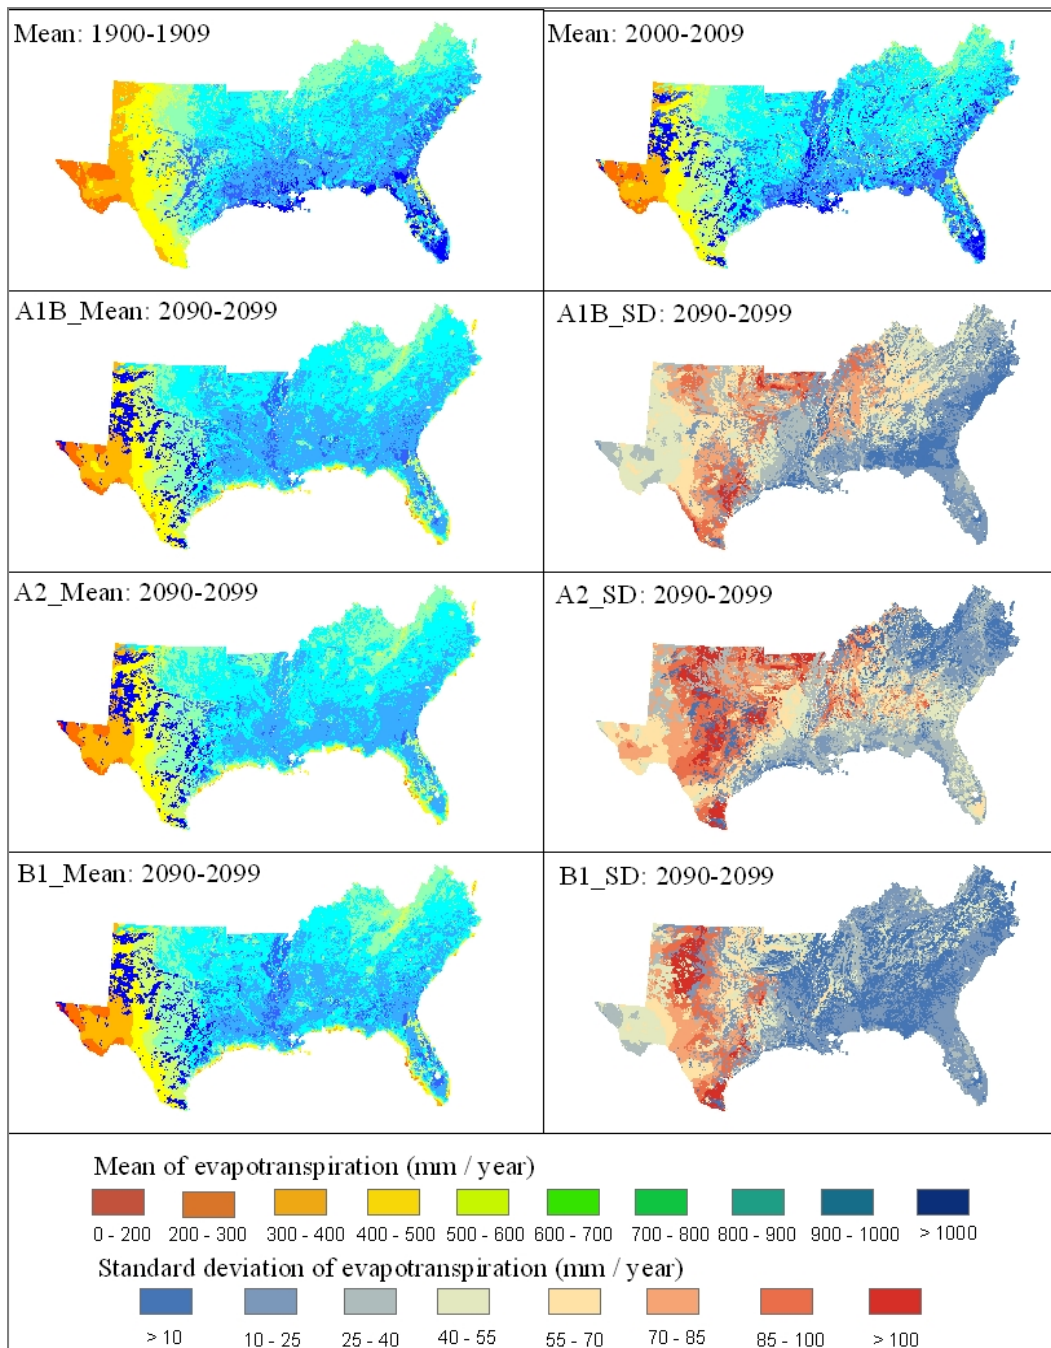 Mean: 1900-1909
Mean: 2000-2009
A1B_Mean: 2090-2099
A1B_SD: 2090-2099
A2_Mean: 2090-2099
A2_SD: 2090-2099
B1_Mean: 2090-2099
B1_SD: 2090-2099
Mean of evapotranspiration (mm / year)
0 - 200 200 - 300 300 - 400 400 - 500 500 - 600 600 - 700 700 - 800 800 - 900 900 - 1000 > 1000
Standard deviation of evapotranspiration (mm / year)
> 10 10 - 25 25 - 40 40 - 55 55 - 70 70 - 85 85 - 100 > 100